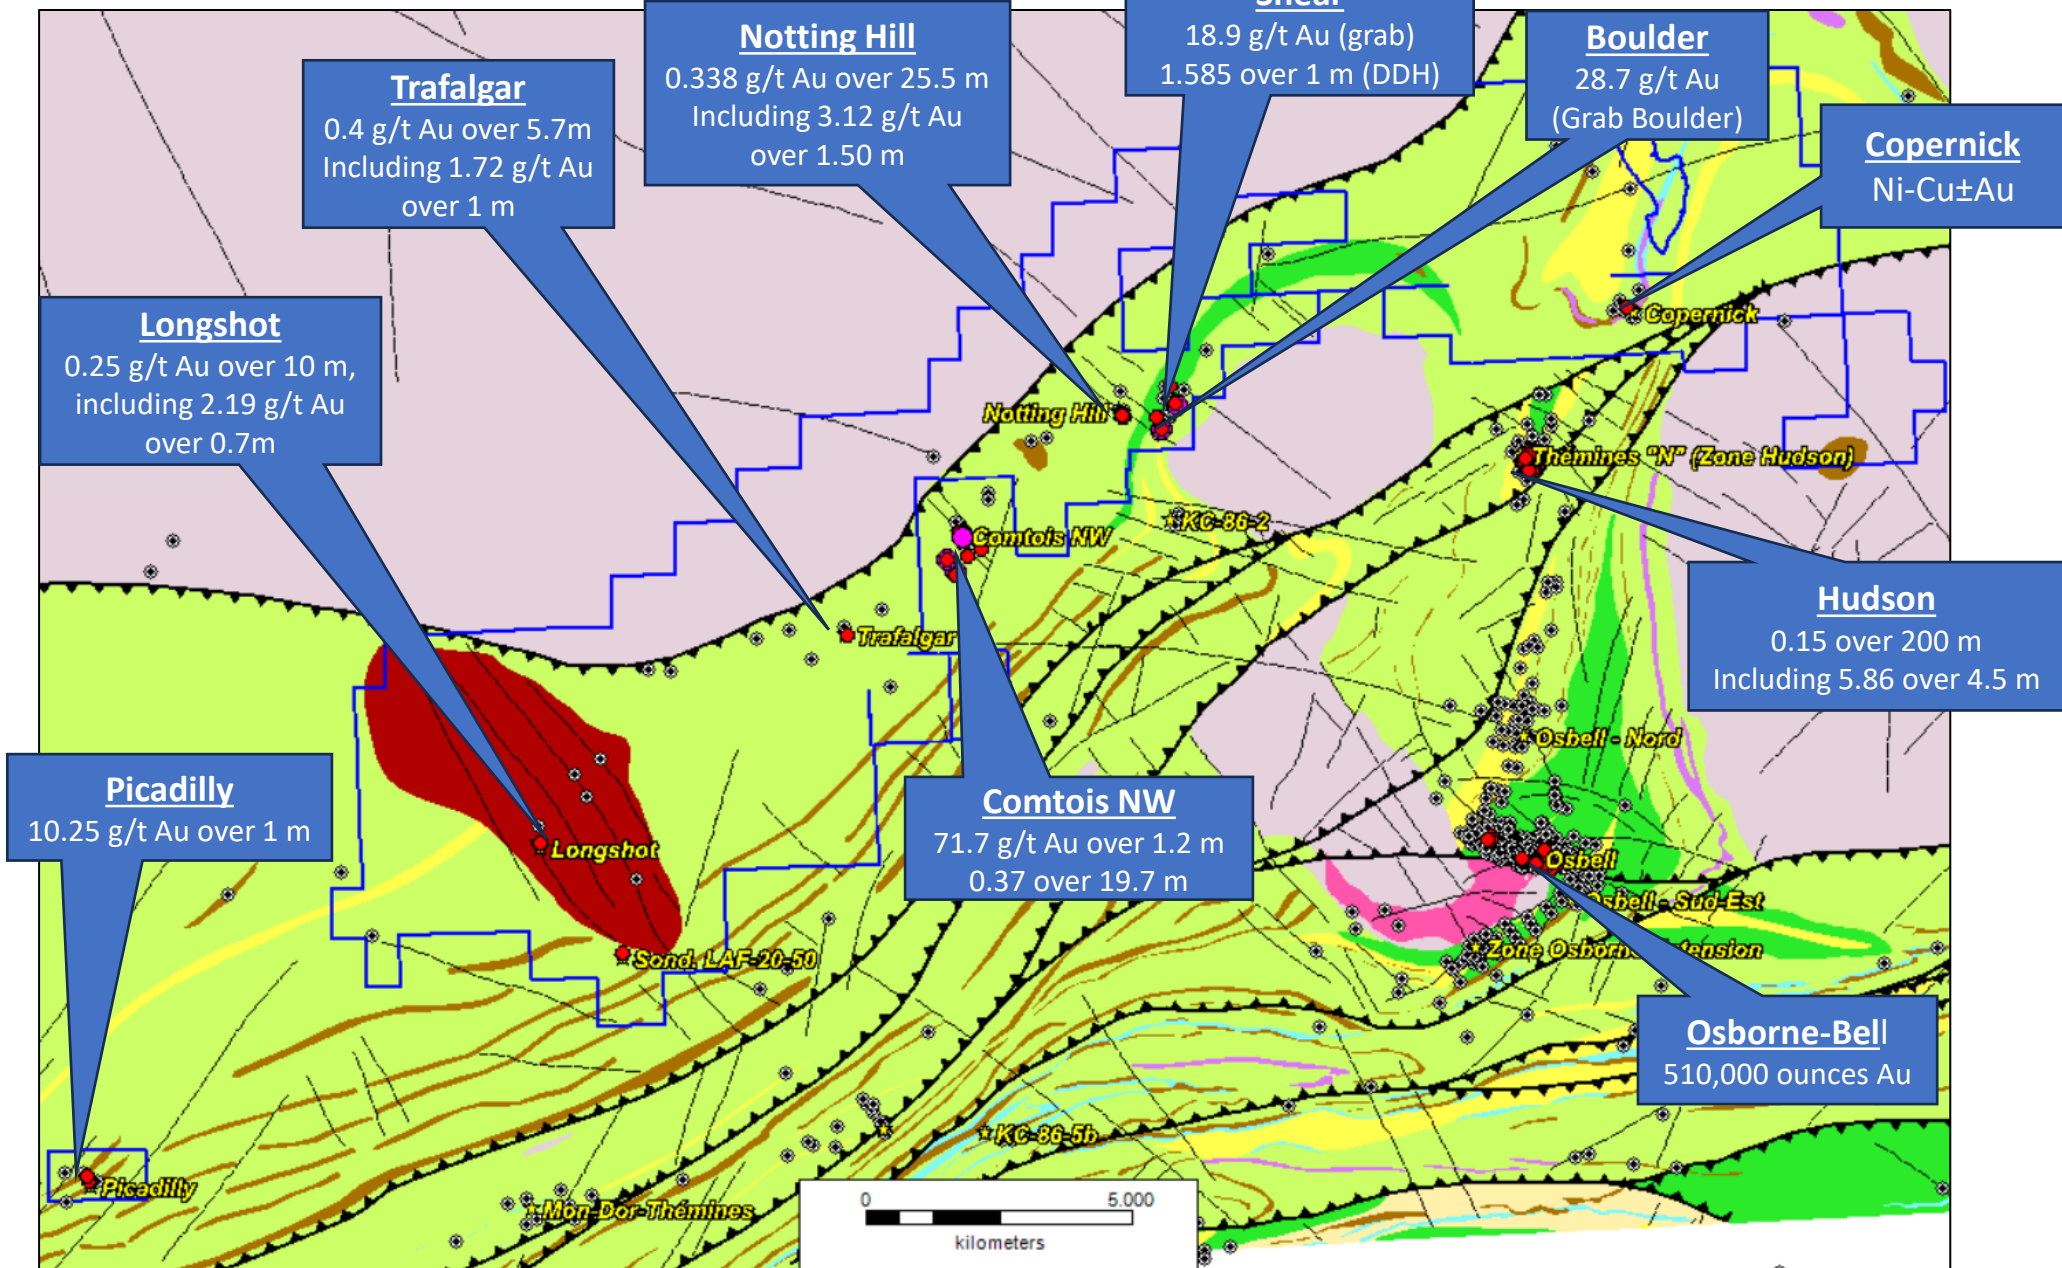 Shear
18.9 g/t Au (grab)
1.585 over 1 m (DDH)
Notting Hill
0.338 g/t Au over 25.5 m
Including 3.12 g/t Au
over 1.50 m
Boulder
28.7 g/t Au
(Grab Boulder)
Trafalgar
0.4 g/t Au over 5.7m
Including 1.72 g/t Au
over 1 m
Copernick
Ni-Cu±Au
Longshot
0.25 g/t Au over 10 m,
including 2.19 g/t Au
over 0.7m
Copernick
Notting Hill
Thémines "N" (Zone Hudson)
KC-86-2
Comtois NW
Trafalgar
Hudson
0.15 over 200 m
Including 5.86 over 4.5 m
Osbell - Nord
Picadilly
10.25 g/t Au over 1 m
Comtois NW
71.7 g/t Au over 1.2 m
0.37 over 19.7 m
Longshot
Osbell
Osbell - Sud-Est
Zone Osborne
Sond. LAF-20-50
Osborne-Bell
510,000 ounces Au
KC-86-5b
Picadilly
Mon-Dor-Thémines
0 5.000
kilometers